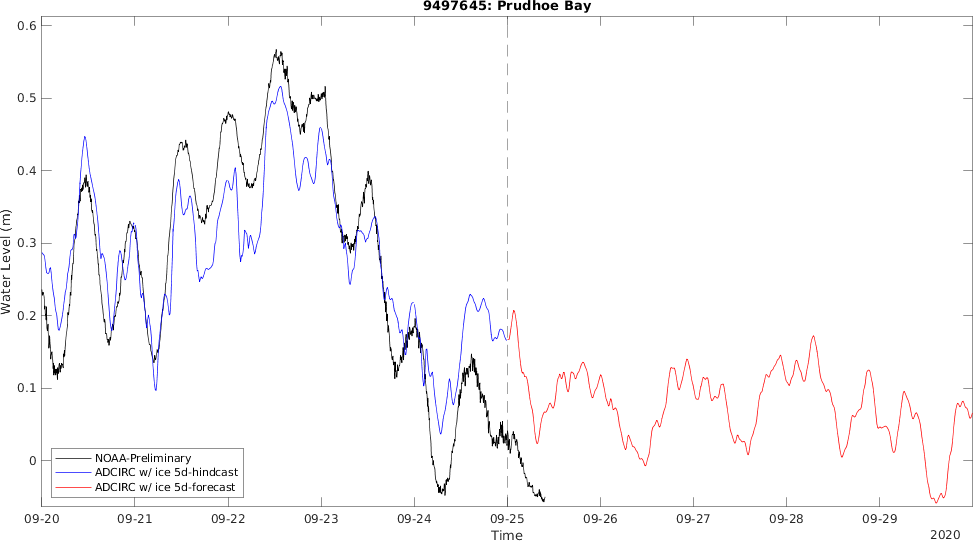 9497645: Prudhoe Bay
Water Level (m)
0.6
0.5
0.4
0.3
0.2
0.1
0
NOAA-Preliminary
ADCIRC w/ ice 5d-hindcast
ADCIRC w/ ice 5d-forecast
09-20 09-21 09-22 09-23 09-24 09-25 09-26 09-27 09-28 09-29
Time
2020